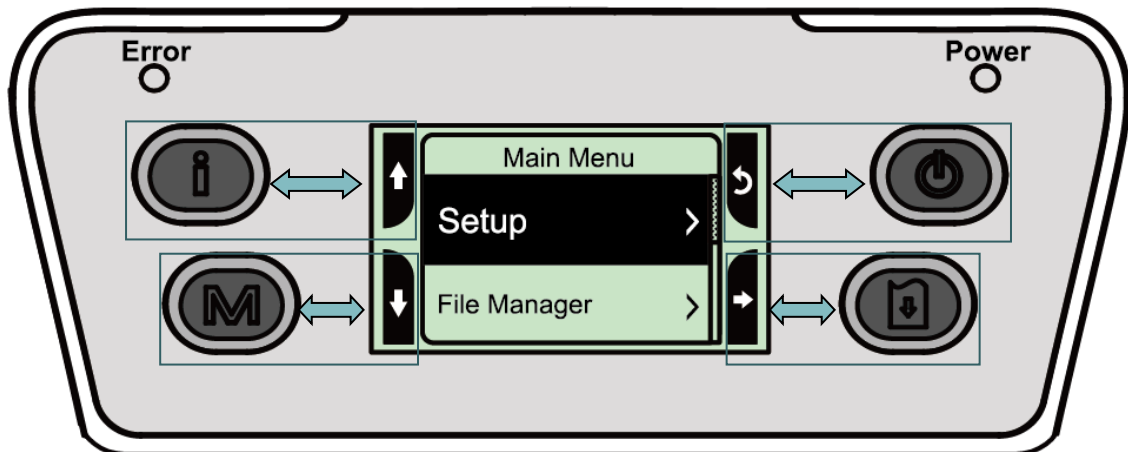 Error
Power
i
Main Menu
Setup
M
File Manager